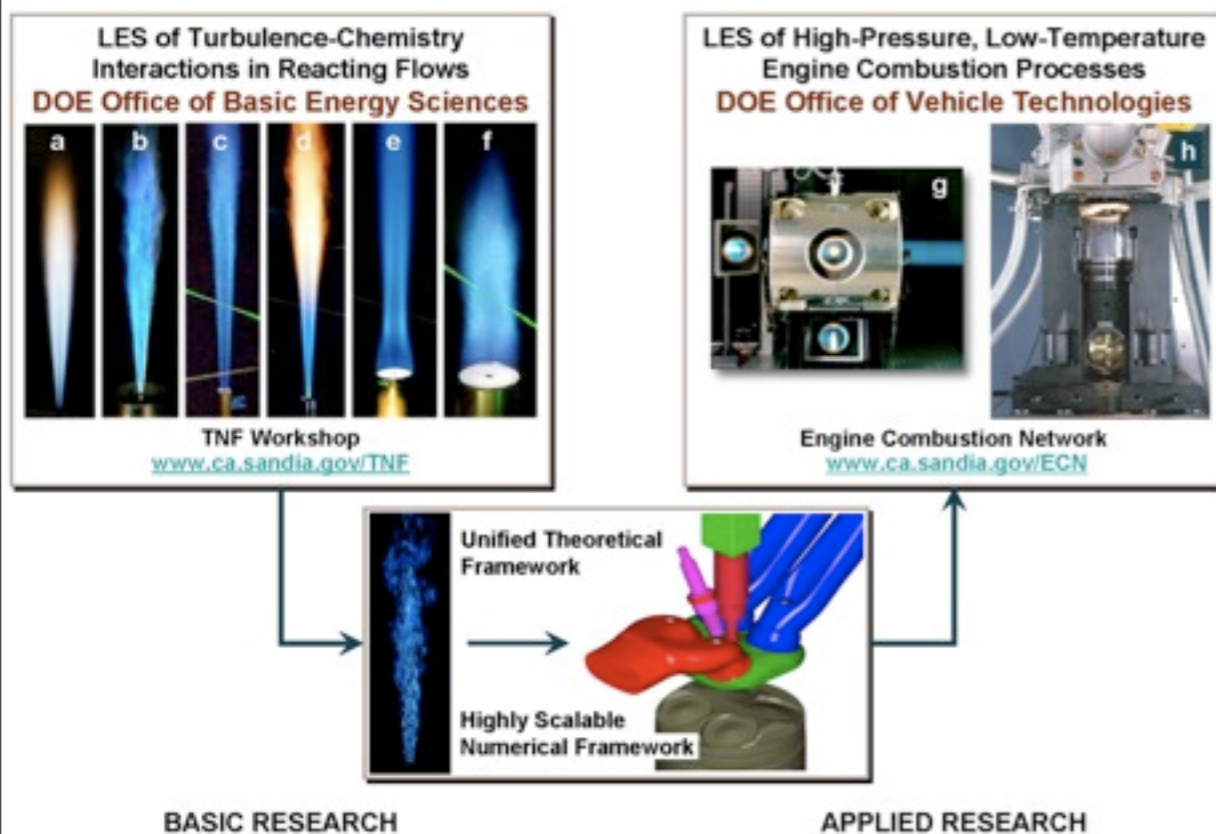 LES of Turbulence-Chemistry
Interactions in Reacting Flows
DOE Office of Basic Energy Sciences
a b c d e f
TNF Workshop
www.ca.sandia.gov/TNF
LES of High-Pressure, Low-Temperature
Engine Combustion Processes
DOE Office of Vehicle Technologies
g h
Engine Combustion Network
www.ca.sandia.gov/ECN
Unified Theoretical
Framework
Highly Scalable
Numerical Framework
BASIC RESEARCH
APPLIED RESEARCH